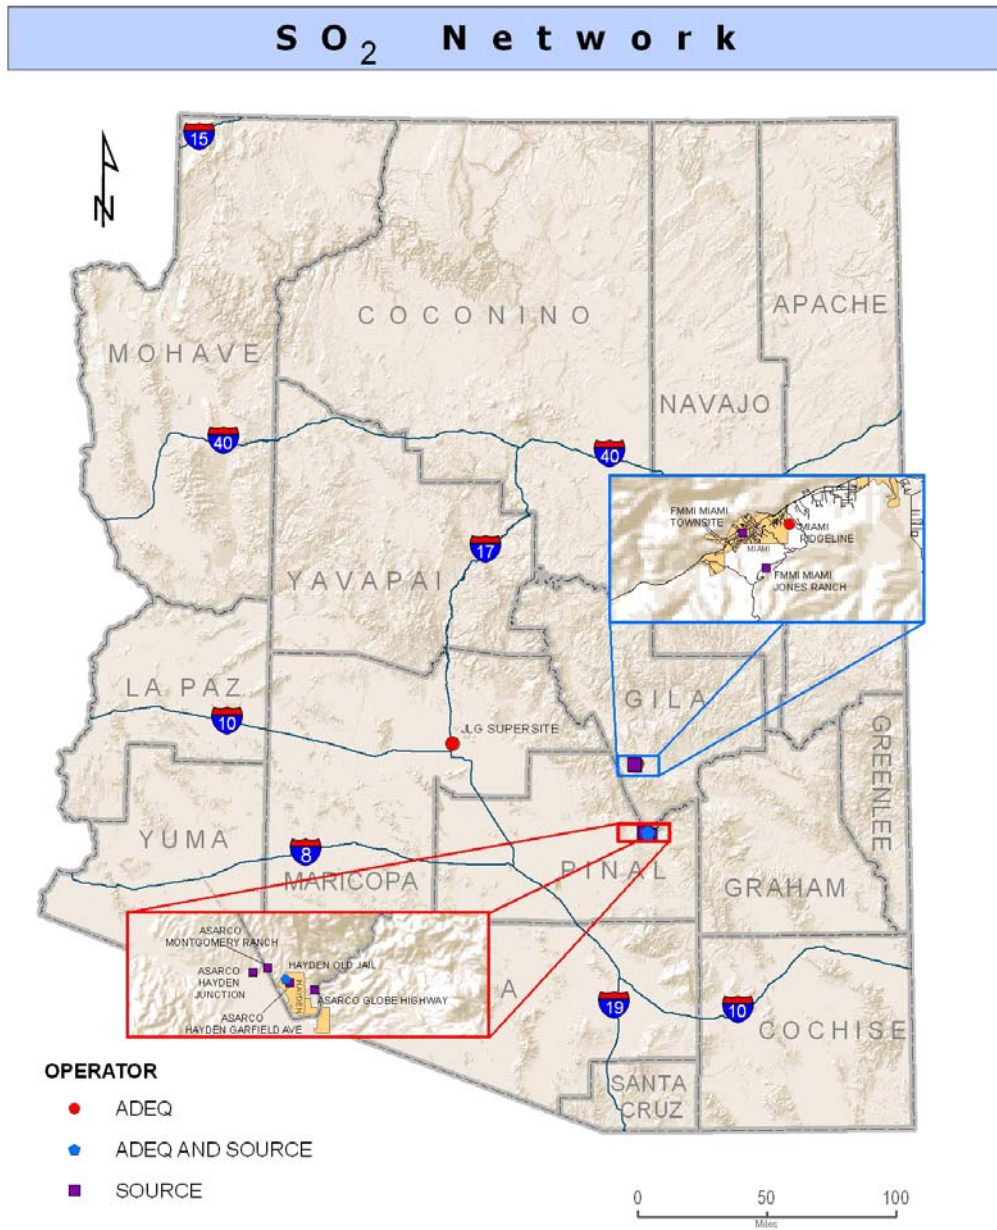 SO2 Network
15
N
COCONINO
APACHE
MOHAVE
NAVAJO
40
40
FMMI MIAMI
TOWNSITE
MIAMI
RIDGELINE
MIAMI
FMMI MIAMI
JONES RANCH
17
YAVAPAI
LA PAZ
GILA
10
JLG SUPERSITE
GREENLEE
YUMA
8
MARICOPA
PINAL
GRAHAM
ASARCO
MONTGOMERY RANCH
HAYDEN OLD JAIL
ASARCO
HAYDEN
JUNCTION
HAYDEN
ASARCO GLOBE HIGHWAY
ASARCO
HAYDEN GARFIELD AVE
A
19
10
COCHISE
SANTA
CRUZ
OPERATOR
ADEQ
ADEQ AND SOURCE
SOURCE
0 50 100
Miles